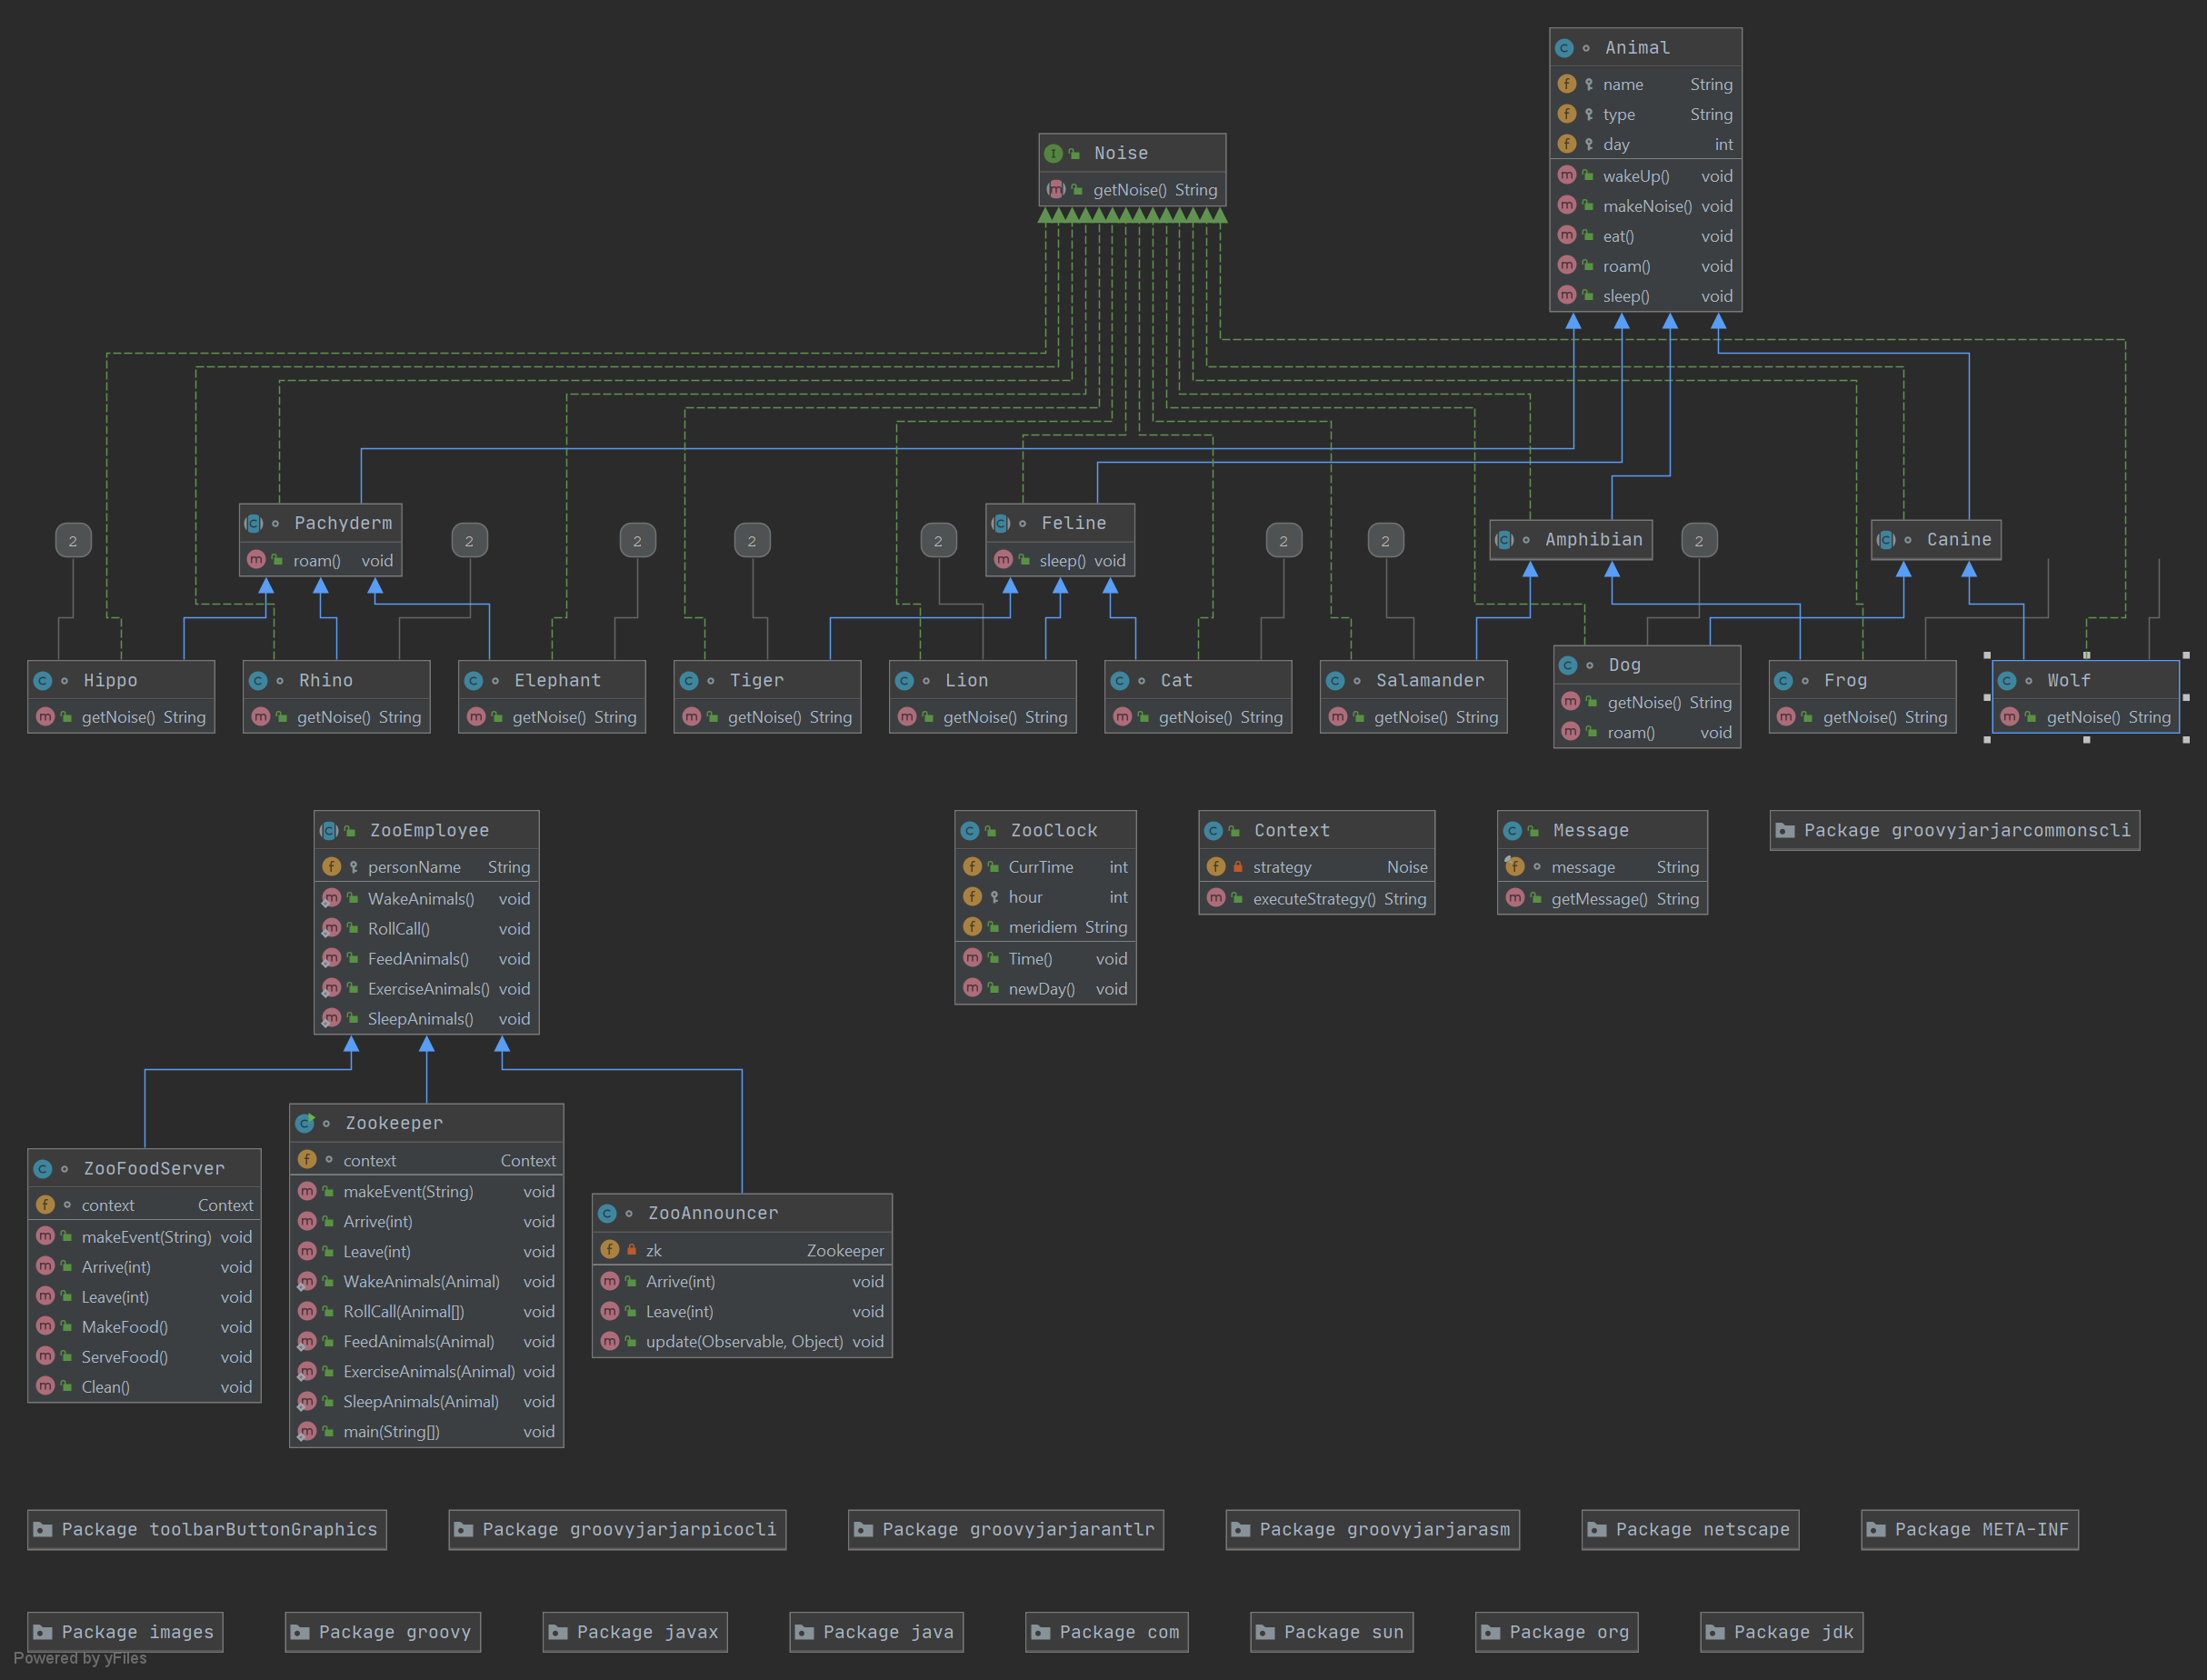 Animal
name String
type String
day int
wakeUp() void
makeNoise() void
eat() void
roam() void
sleep() void
Noise
getNoise() String
2
Pachyderm
roam() void
2
2
2
2
Feline
sleep() void
2
2
Amphibian
2
Canine
Hippo
getNoise() String
Rhino
getNoise() String
Elephant
getNoise() String
Tiger
getNoise() String
Lion
getNoise() String
Cat
getNoise() String
Salamander
getNoise() String
Dog
getNoise() String
roam() void
Frog
getNoise() String
Wolf
getNoise() String
ZooEmployee
personName String
WakeAnimals() void
RollCall() void
FeedAnimals() void
ExerciseAnimals() void
SleepAnimals() void
ZooClock
CurrTime int
hour int
meridiem String
Time() void
newDay() void
Context
strategy Noise
executeStrategy() String
Message
message String
getMessage() String
Package groovyjarjarcommonscli
ZooFoodServer
context Context
makeEvent(String) void
Arrive(int) void
Leave(int) void
MakeFood() void
ServeFood() void
Clean() void
Zookeeper
context Context
makeEvent(String) void
Arrive(int) void
Leave(int) void
WakeAnimals(Animal) void
RollCall(Animal[]) void
FeedAnimals(Animal) void
ExerciseAnimals(Animal) void
SleepAnimals(Animal) void
main(String[]) void
ZooAnnouncer
zk Zookeeper
Arrive(int) void
Leave(int) void
update(Observable, Object) void
Package toolbarButtonGraphics
Package groovyjarjarpicocli
Package groovyjarjarantlr
Package groovyjarjarasm
Package netscape
Package META-INF
Package images
Package groovy
Package javax
Package java
Package com
Package sun
Package org
Package jdk
Powered by yFiles